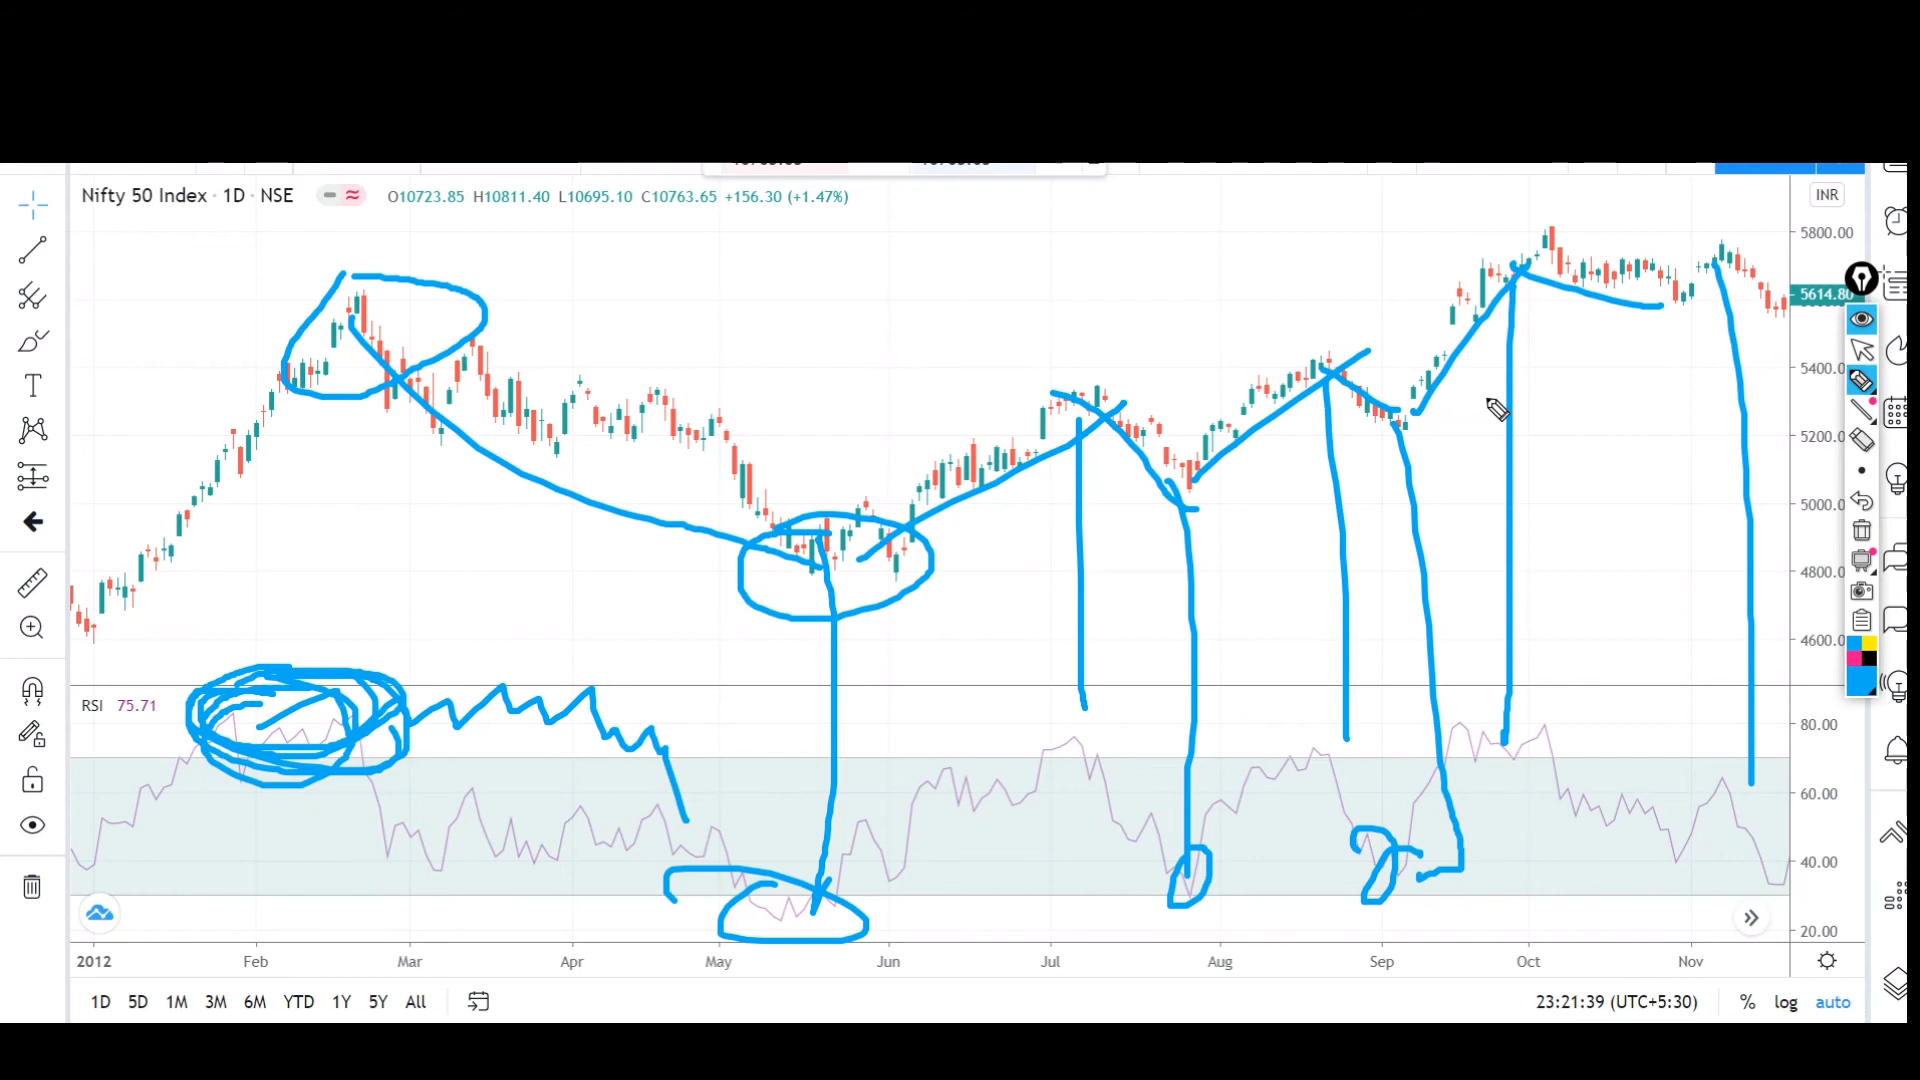 Nifty 50 Index · 1D · NSE
O10723.85 H10811.40 L10695.10 C10763.65 +156.30 (+1.47%)
INR
5800.00
5614.80
5400.0
5200.0
5000.0
4800.0
4600.0
RSI 75.71
80.00
60.00
40.00
20.00
2012 Feb Mar Apr May Jun Jul Aug Sep Oct Nov
1D 5D 1M 3M 6M YTD 1Y 5Y All
23:21:39 (UTC+5:30) % log auto